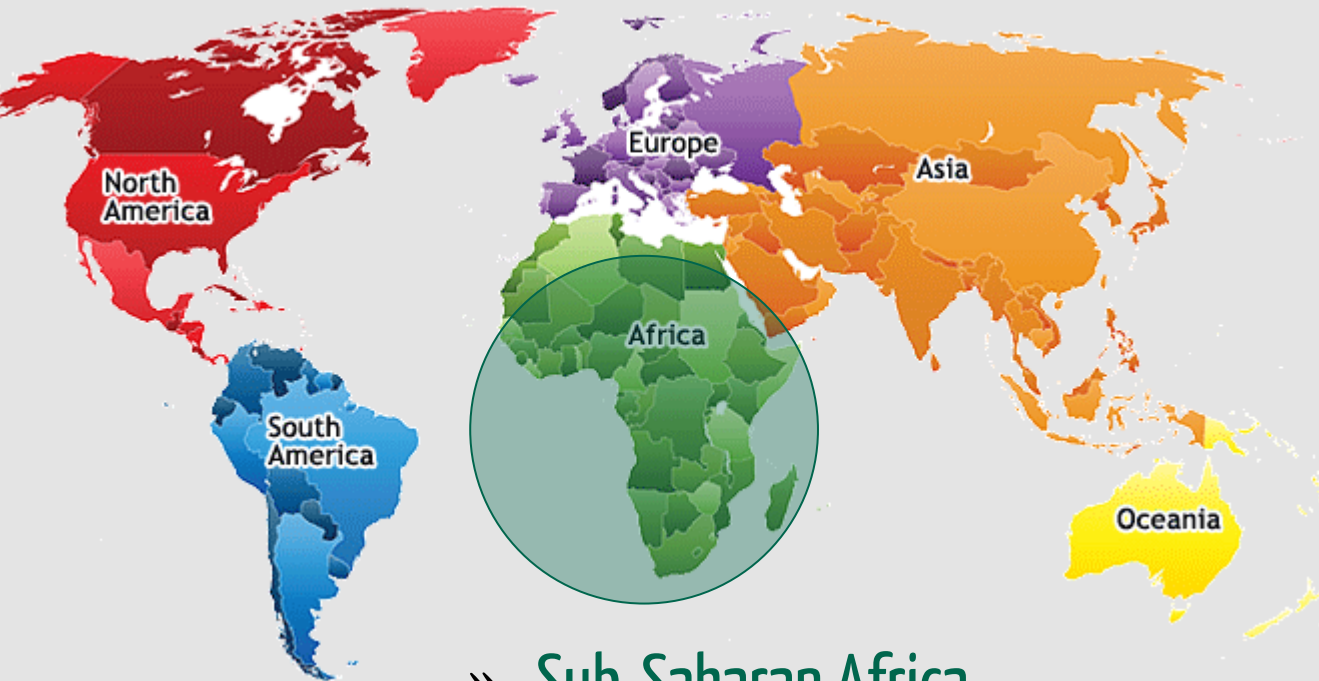 Europe
Asia
North
America
Africa
South
America
Oceania
» Sub-Saharan Africa